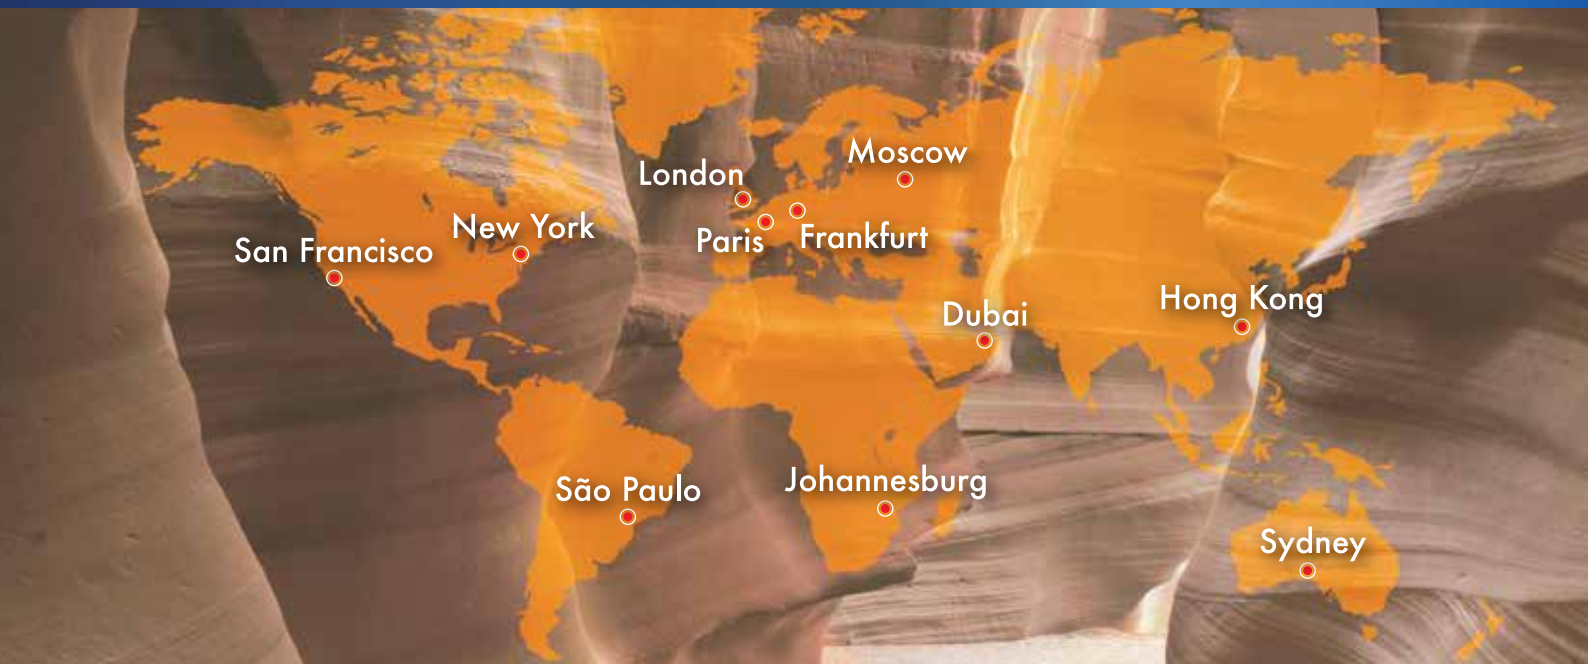 Moscow
London
New York
Paris
Frankfurt
San Francisco
Hong Kong
Dubai
São Paulo
Johannesburg
Sydney